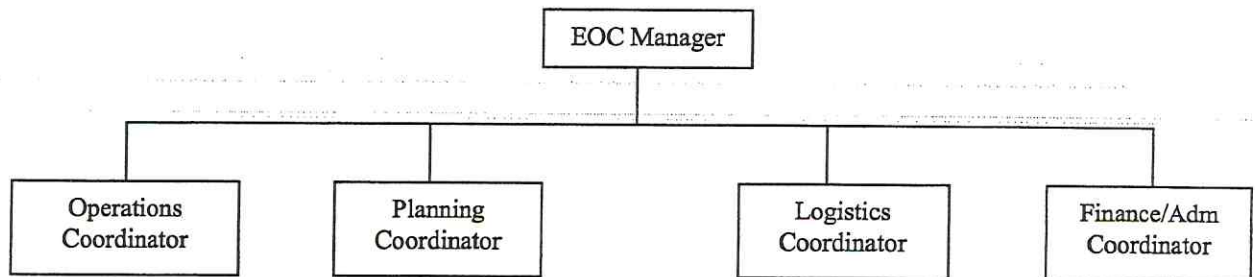 EOC Manager
Operations
Coordinator
Planning
Coordinator
Logistics
Coordinator
Finance/Adm
Coordinator